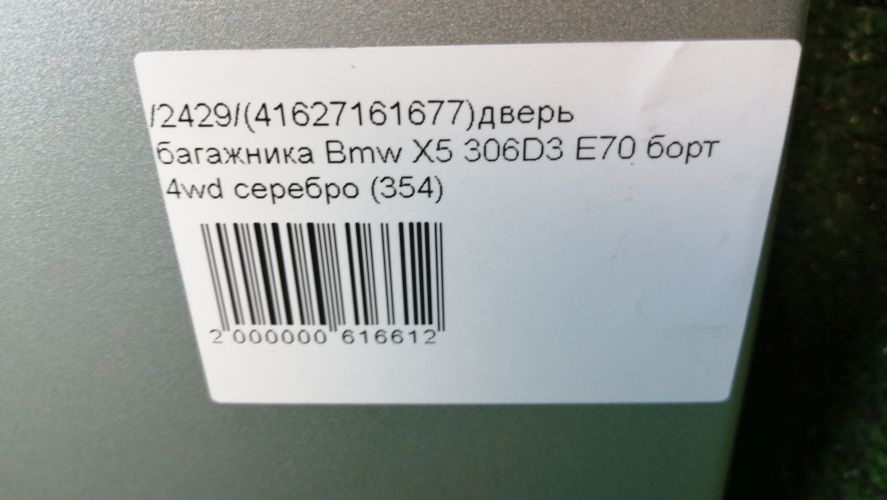 /2429/(41627161677)дверь
багажника Bmw X5 306D3 E70 борт
4wd серебро (354)
2 000000 616612